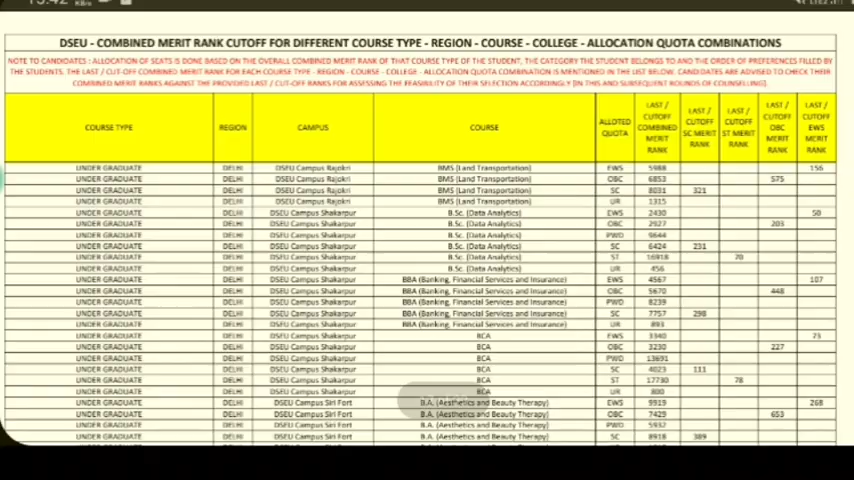 15:42 KB/s
DSEU - COMBINED MERIT RANK CUTOFF FOR DIFFERENT COURSE TYPE - REGION - COURSE - COLLEGE - ALLOCATION QUOTA COMBINATIONS
NOTE TO CANDIDATES : ALLOCATION OF SEATS IS DONE BASED ON THE OVERALL COMBINED MERIT RANK OF THAT COURSE TYPE OF THE STUDENT, THE CATEGORY THE STUDENT BELONGS TO AND THE ORDER OF PREFERENCES FILLED BY
THE STUDENTS. THE LAST / CUT-OFF COMBINED MERIT RANK FOR EACH COURSE TYPE - REGION - COURSE - COLLEGE - ALLOCATION QUOTA COMBINATION IS MENTIONED IN THE LIST BELOW. CANDIDATES ARE ADVISED TO CHECK THEIR
COMBINED MERIT RANKS AGAINST THE PROVIDED LAST / CUT-OFF RANKS FOR ASSESSING THE FEASIBILITY OF THEIR SELECTION ACCORDINGLY [IN THIS AND SUBSEQUENT ROUNDS OF COUNSELLING].
COURSE TYPE REGION CAMPUS COURSE ALLOTED QUOTA LAST / CUTOFF COMBINED MERIT RANK LAST / CUTOFF SC MERIT RANK LAST / CUTOFF ST MERIT RANK LAST / CUTOFF OBC MERIT RANK LAST / CUTOFF EWS MERIT RANK
UNDER GRADUATE DELHI DSEU Campus Rajokri BMS (Land Transportation) EWS 5988 156
UNDER GRADUATE DELHI DSEU Campus Rajokri BMS (Land Transportation) OBC 6853 575
UNDER GRADUATE DELHI DSEU Campus Rajokri BMS (Land Transportation) SC 8031 321
UNDER GRADUATE DELHI DSEU Campus Rajokri BMS (Land Transportation) UR 1315
UNDER GRADUATE DELHI DSEU Campus Shakarpur B.Sc. (Data Analytics) EWS 2430 50
UNDER GRADUATE DELHI DSEU Campus Shakarpur B.Sc. (Data Analytics) OBC 2927 203
UNDER GRADUATE DELHI DSEU Campus Shakarpur B.Sc. (Data Analytics) PWD 9644
UNDER GRADUATE DELHI DSEU Campus Shakarpur B.Sc. (Data Analytics) SC 6424 231
UNDER GRADUATE DELHI DSEU Campus Shakarpur B.Sc. (Data Analytics) ST 16918 70
UNDER GRADUATE DELHI DSEU Campus Shakarpur B.Sc. (Data Analytics) UR 456
UNDER GRADUATE DELHI DSEU Campus Shakarpur BBA (Banking, Financial Services and Insurance) EWS 4567 107
UNDER GRADUATE DELHI DSEU Campus Shakarpur BBA (Banking, Financial Services and Insurance) OBC 5670 448
UNDER GRADUATE DELHI DSEU Campus Shakarpur BBA (Banking, Financial Services and Insurance) PWD 8239
UNDER GRADUATE DELHI DSEU Campus Shakarpur BBA (Banking, Financial Services and Insurance) SC 7757 298
UNDER GRADUATE DELHI DSEU Campus Shakarpur BBA (Banking, Financial Services and Insurance) UR 893
UNDER GRADUATE DELHI DSEU Campus Shakarpur BCA EWS 3340 73
UNDER GRADUATE DELHI DSEU Campus Shakarpur BCA OBC 3230 227
UNDER GRADUATE DELHI DSEU Campus Shakarpur BCA PWD 13691
UNDER GRADUATE DELHI DSEU Campus Shakarpur BCA SC 4023 111
UNDER GRADUATE DELHI DSEU Campus Shakarpur BCA ST 17730 78
UNDER GRADUATE DELHI DSEU Campus Shakarpur BCA UR 800
UNDER GRADUATE DELHI DSEU Campus Siri Fort B.A. (Aesthetics and Beauty Therapy) EWS 9919 268
UNDER GRADUATE DELHI DSEU Campus Siri Fort B.A. (Aesthetics and Beauty Therapy) OBC 7429 653
UNDER GRADUATE DELHI DSEU Campus Siri Fort B.A. (Aesthetics and Beauty Therapy) PWD 5932
UNDER GRADUATE DELHI DSEU Campus Siri Fort B.A. (Aesthetics and Beauty Therapy) SC 8918 389